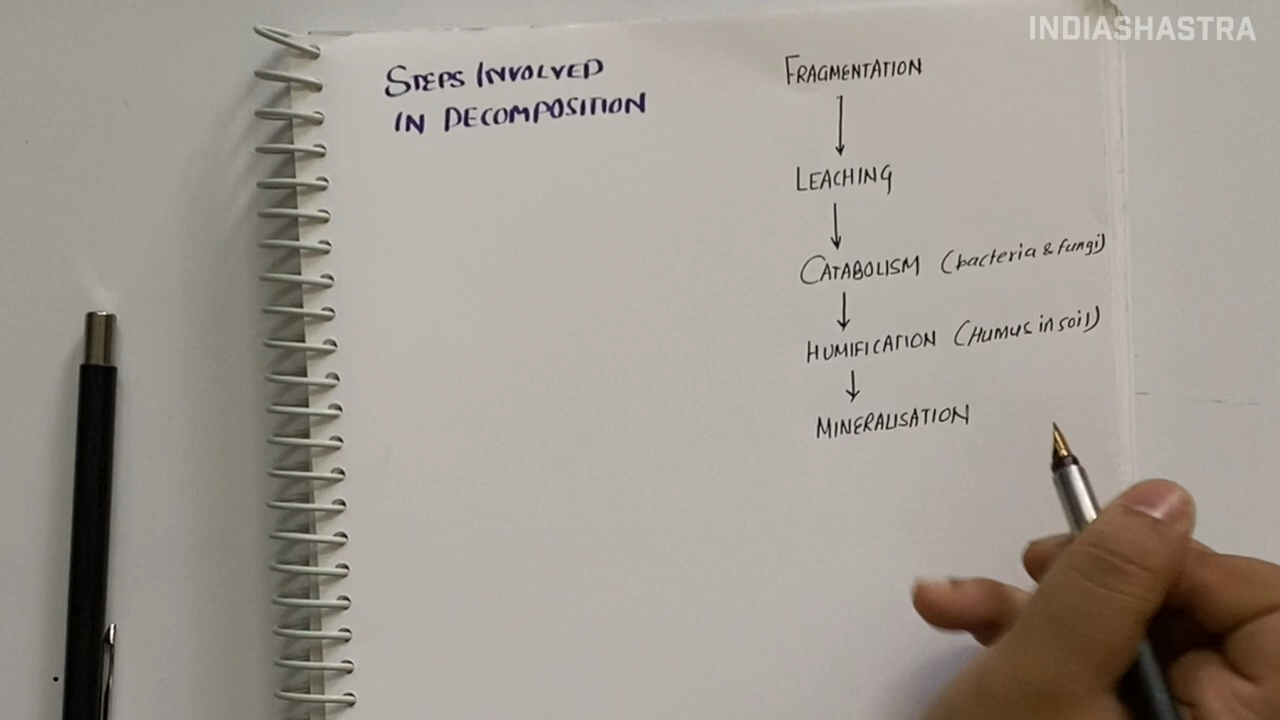 INDIASHASTRA
STEPS INVOLVED
IN DECOMPOSITION
FRAGMENTATION
LEACHING
CATABOLISM (bacteria & fungi)
HUMIFICATION (Humus in soil)
MINERALISATION